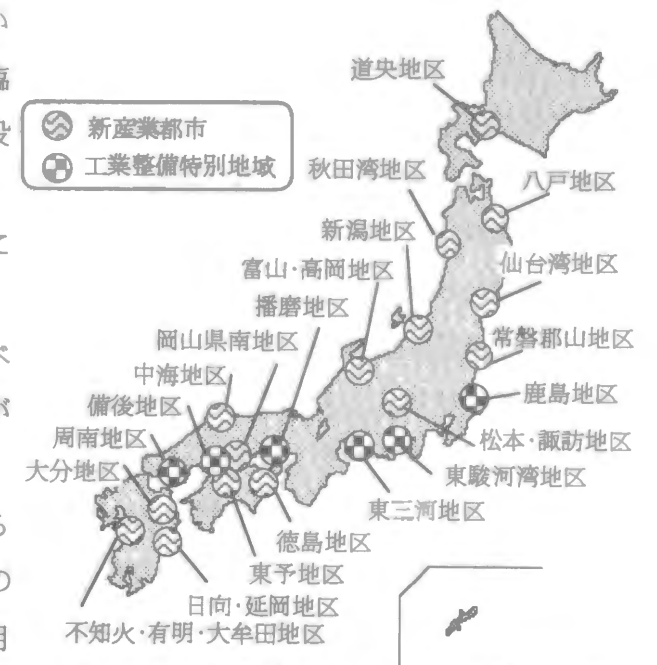 新産業都市
工業整備特別地域
道央地区
秋田湾地区
八戸地区
新潟地区
富山·高岡地区
仙台湾地区
播磨地区
岡山県南地区
常磐郡山地区
中海地区
備後地区
鹿島地区
周南地区
松本·諏訪地区
大分地区
東駿河湾地区
東三河地区
徳島地区
東予地区
日向·延岡地区
不知火·有明·大牟田地区